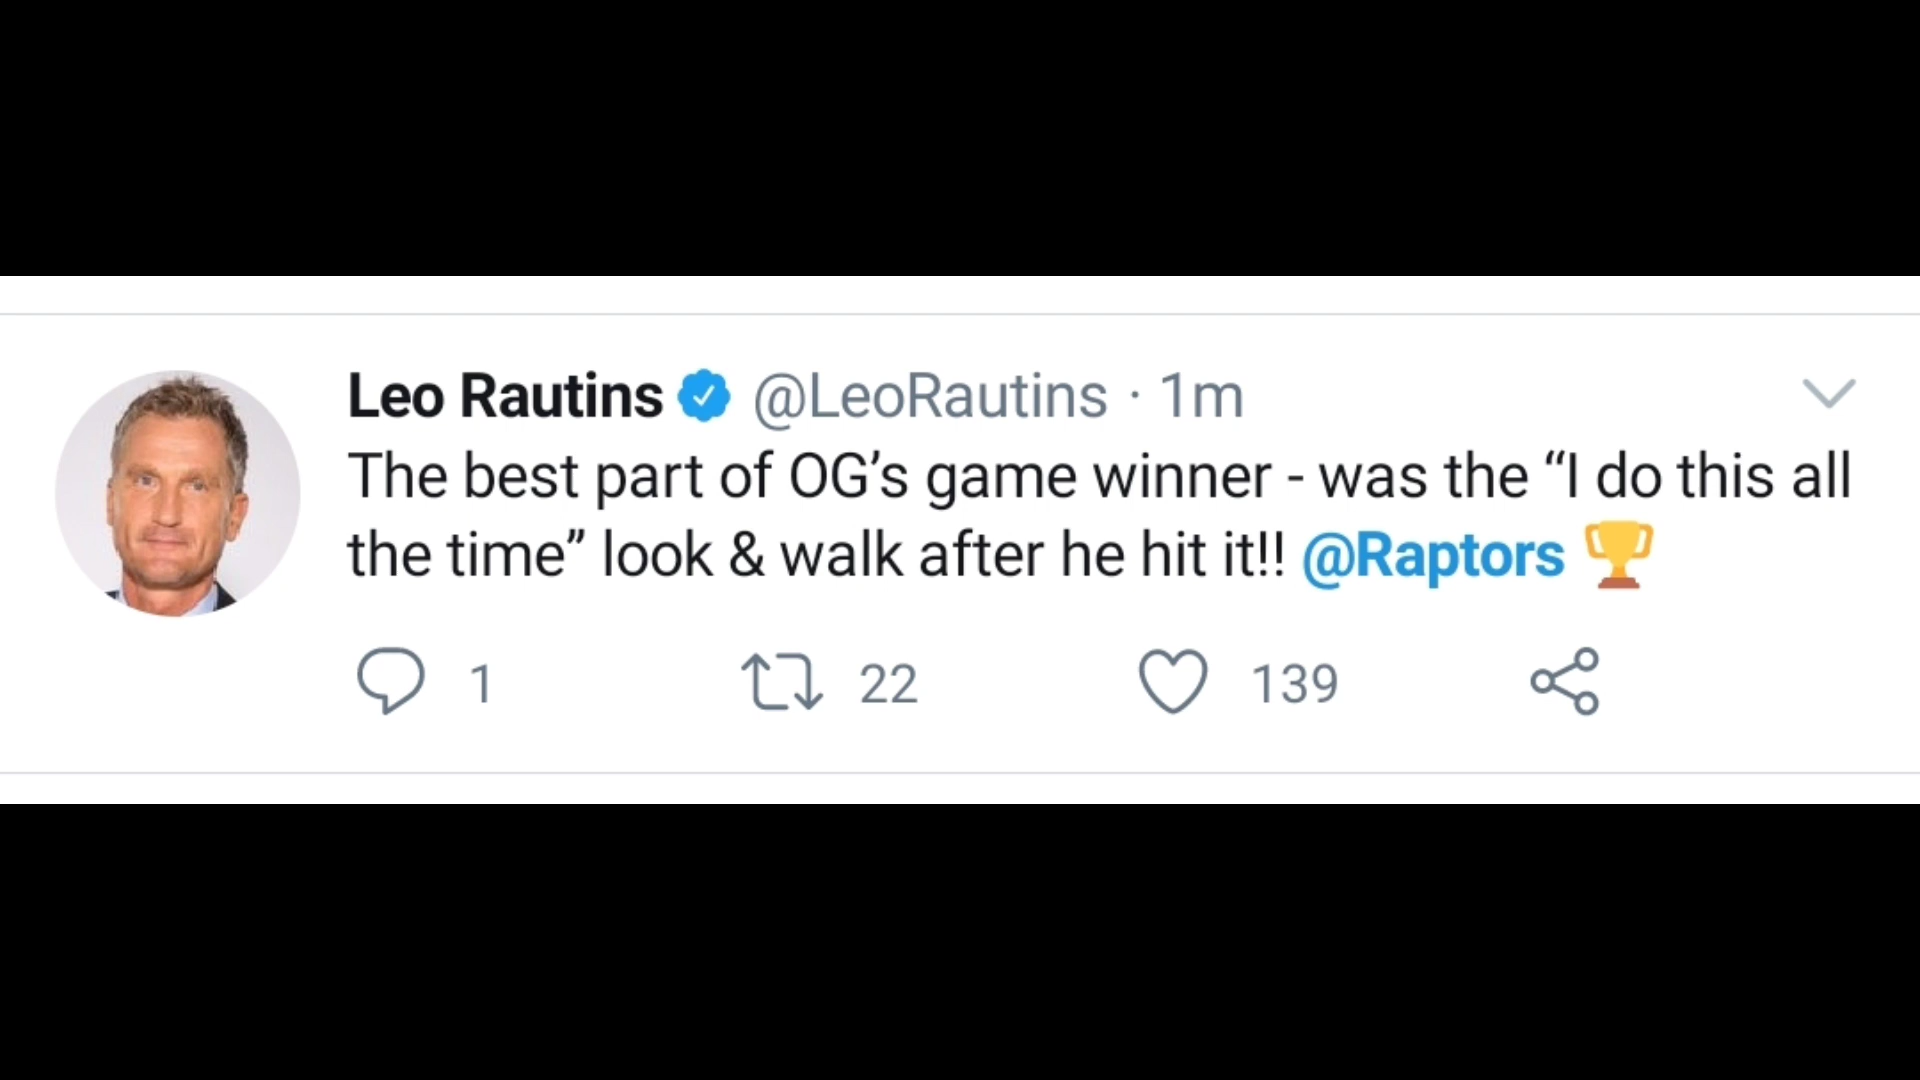 Leo Rautins @LeoRautins · 1m
The best part of OG’s game winner - was the “I do this all
the time” look & walk after he hit it!! @Raptors 🏆
1 22 139